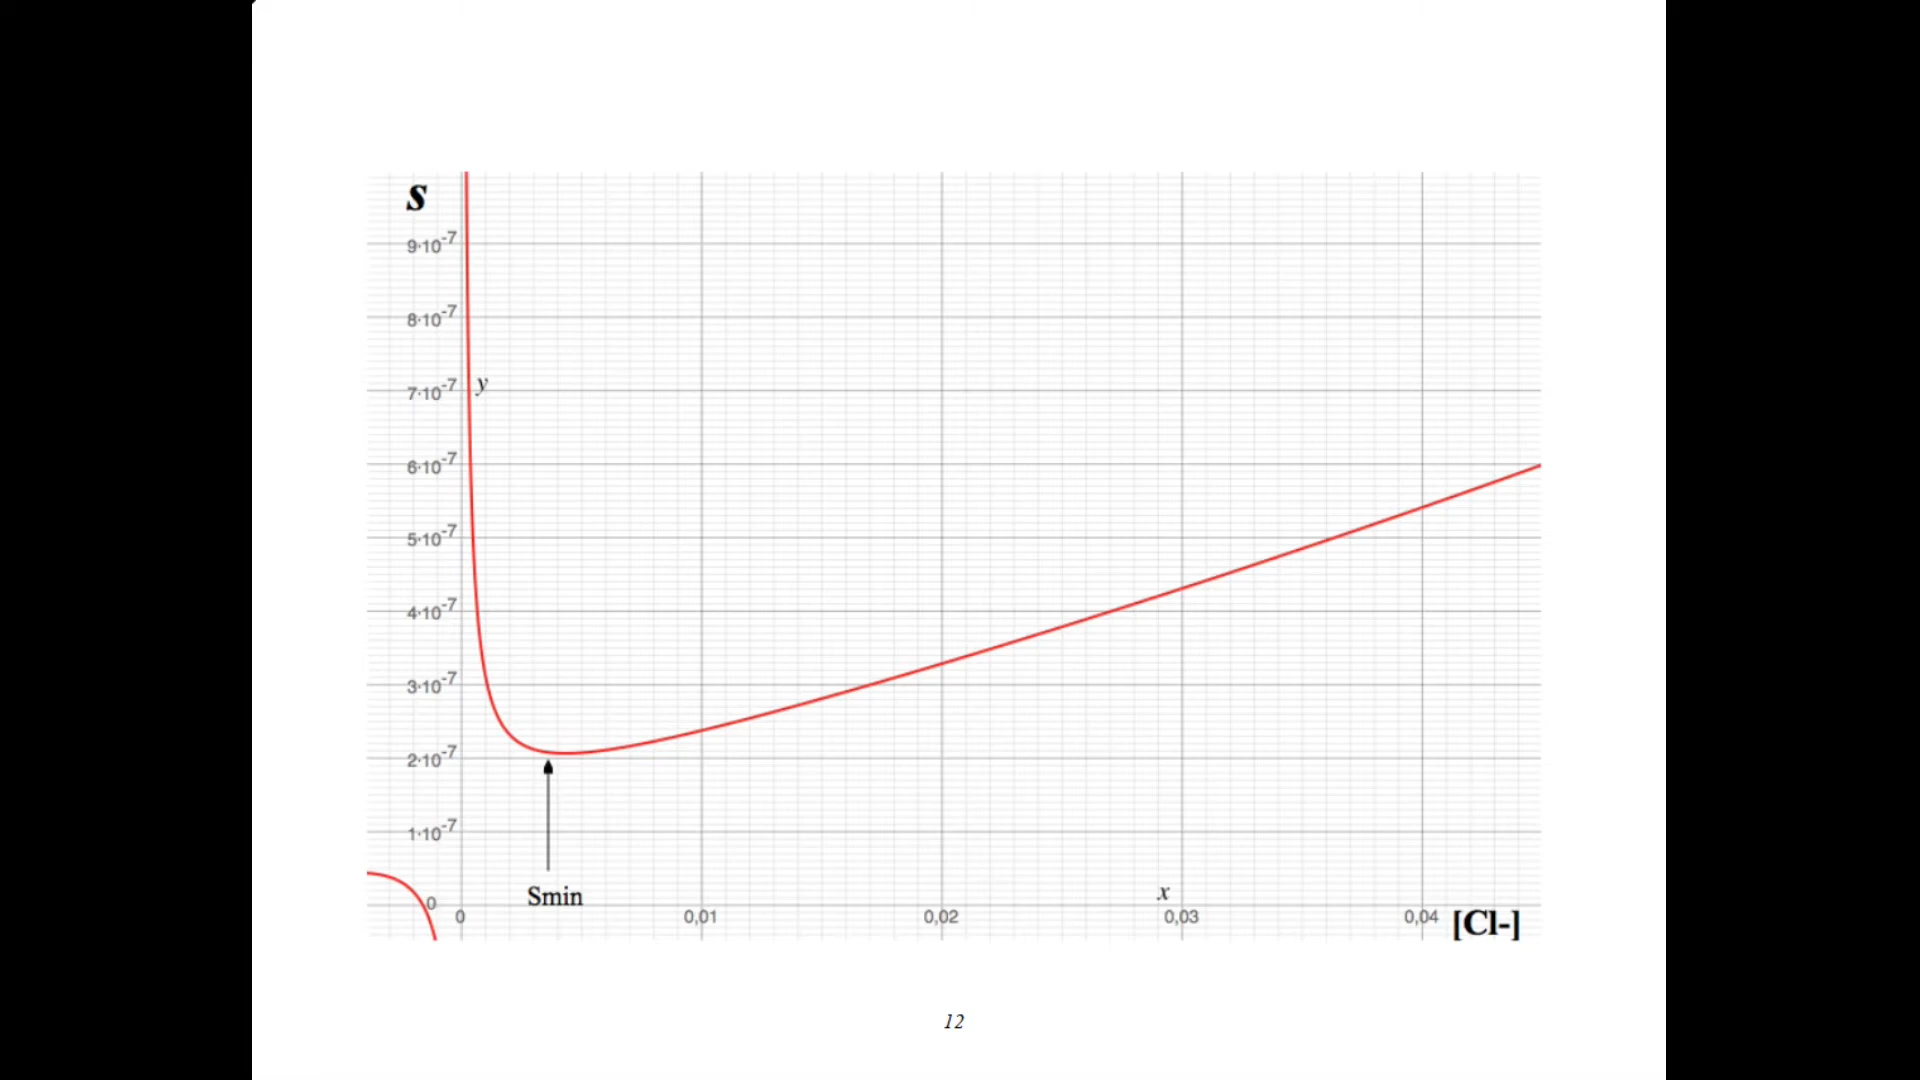 S
9·10⁻⁷
8·10⁻⁷
7·10⁻⁷ y
6·10⁻⁷
5·10⁻⁷
4·10⁻⁷
3·10⁻⁷
2·10⁻⁷
1·10⁻⁷
Smin
x
0
0 0,01 0,02 0,03 0,04 [Cl-]
12